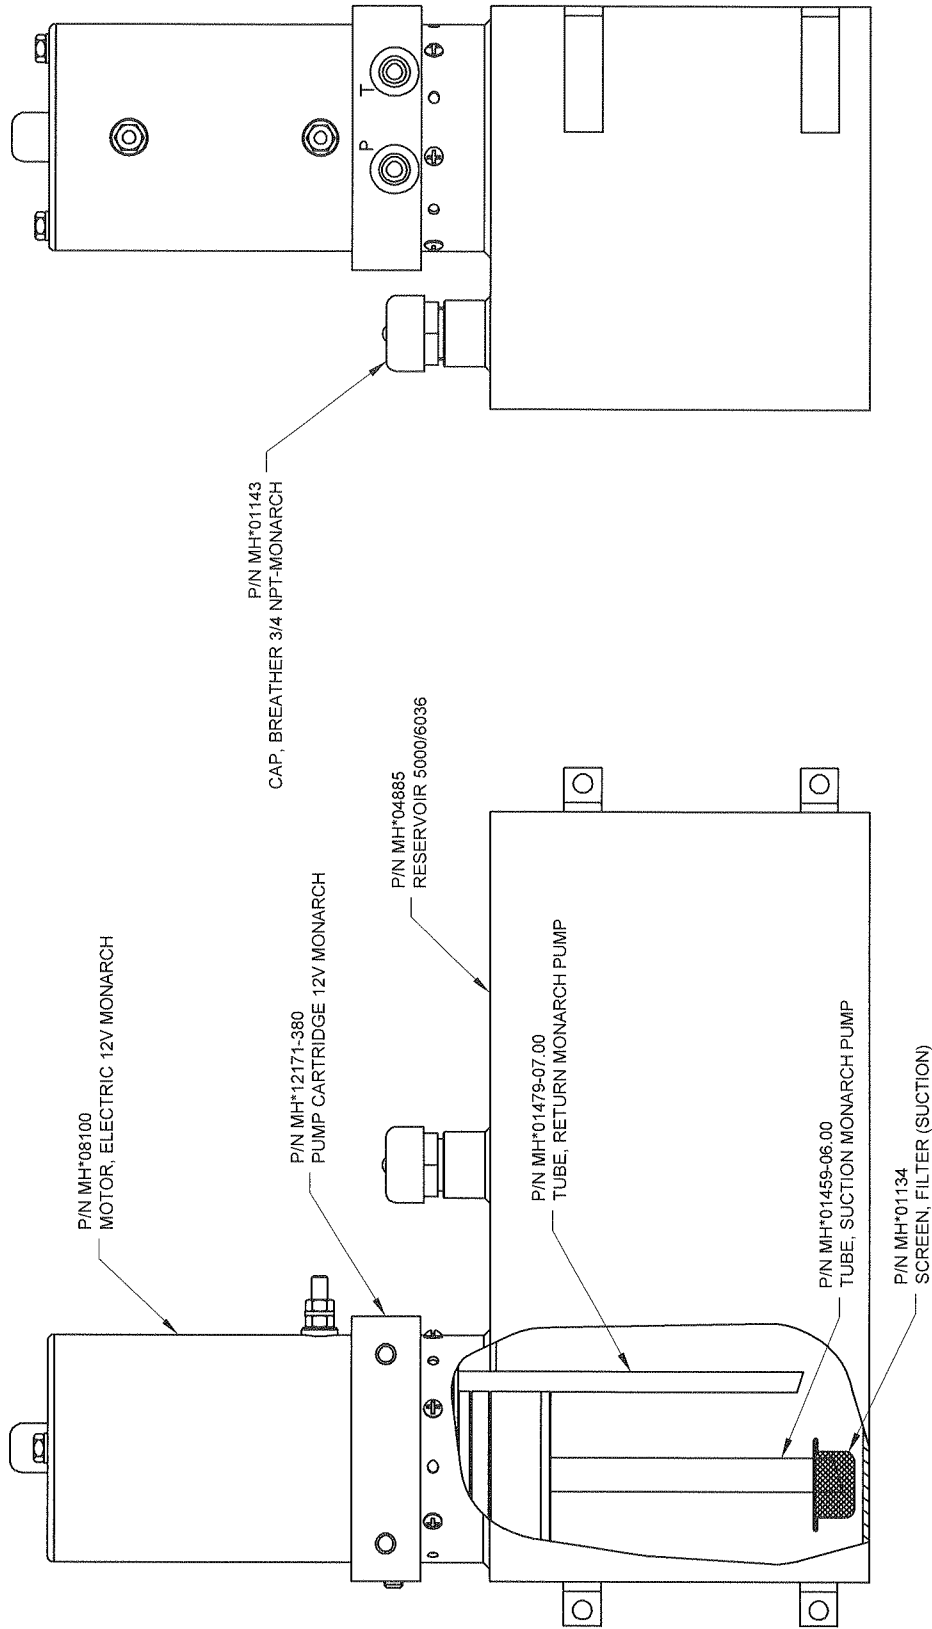 P/N MH*08100
MOTOR, ELECTRIC 12V MONARCH
P/N MH*12171-380
PUMP CARTRIDGE 12V MONARCH
P/N MH*04885
RESERVOIR 5000/6036
P/N MH*01479-07.00
TUBE, RETURN MONARCH PUMP
P/N MH*01459-06.00
TUBE, SUCTION MONARCH PUMP
P/N MH*01134
SCREEN, FILTER (SUCTION)
P/N MH*01143
CAP, BREATHER 3/4 NPT-MONARCH
P
T